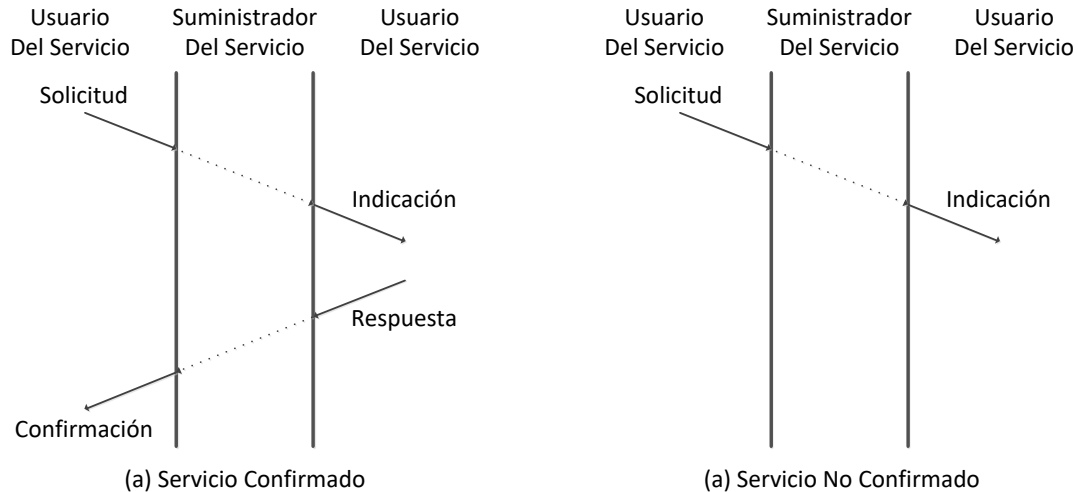 Usuario
Del Servicio
Suministrador
Del Servicio
Usuario
Del Servicio
Solicitud
Indicación
Respuesta
Confirmación
(a) Servicio Confirmado
Usuario
Del Servicio
Suministrador
Del Servicio
Usuario
Del Servicio
Solicitud
Indicación
(a) Servicio No Confirmado